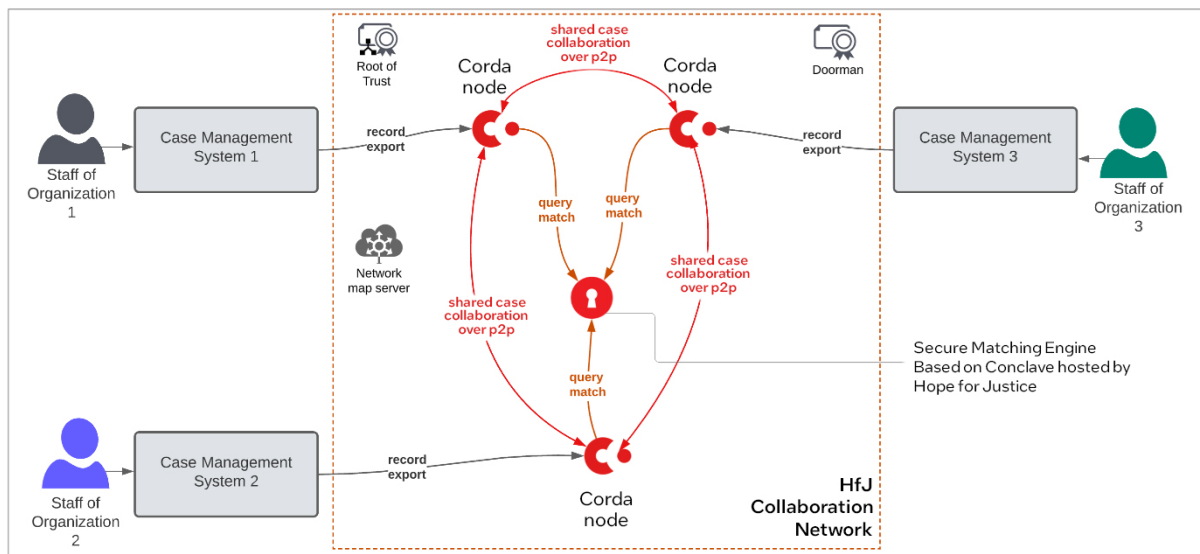 shared case
collaboration
over p2p
Root of
Trust
Doorman
Corda
node
Corda
node
Case Management
System 1
record
export
record
export
Case Management
System 3
Staff of
Organization
1
Staff of
Organization
3
query
match
query
match
Network
map server
shared case
collaboration
over p2p
shared case
collaboration
over p2p
Secure Matching Engine
Based on Conclave hosted by
Hope for Justice
query
match
Case Management
System 2
record
export
Staff of
Organization
2
Corda
node
HfJ
Collaboration
Network